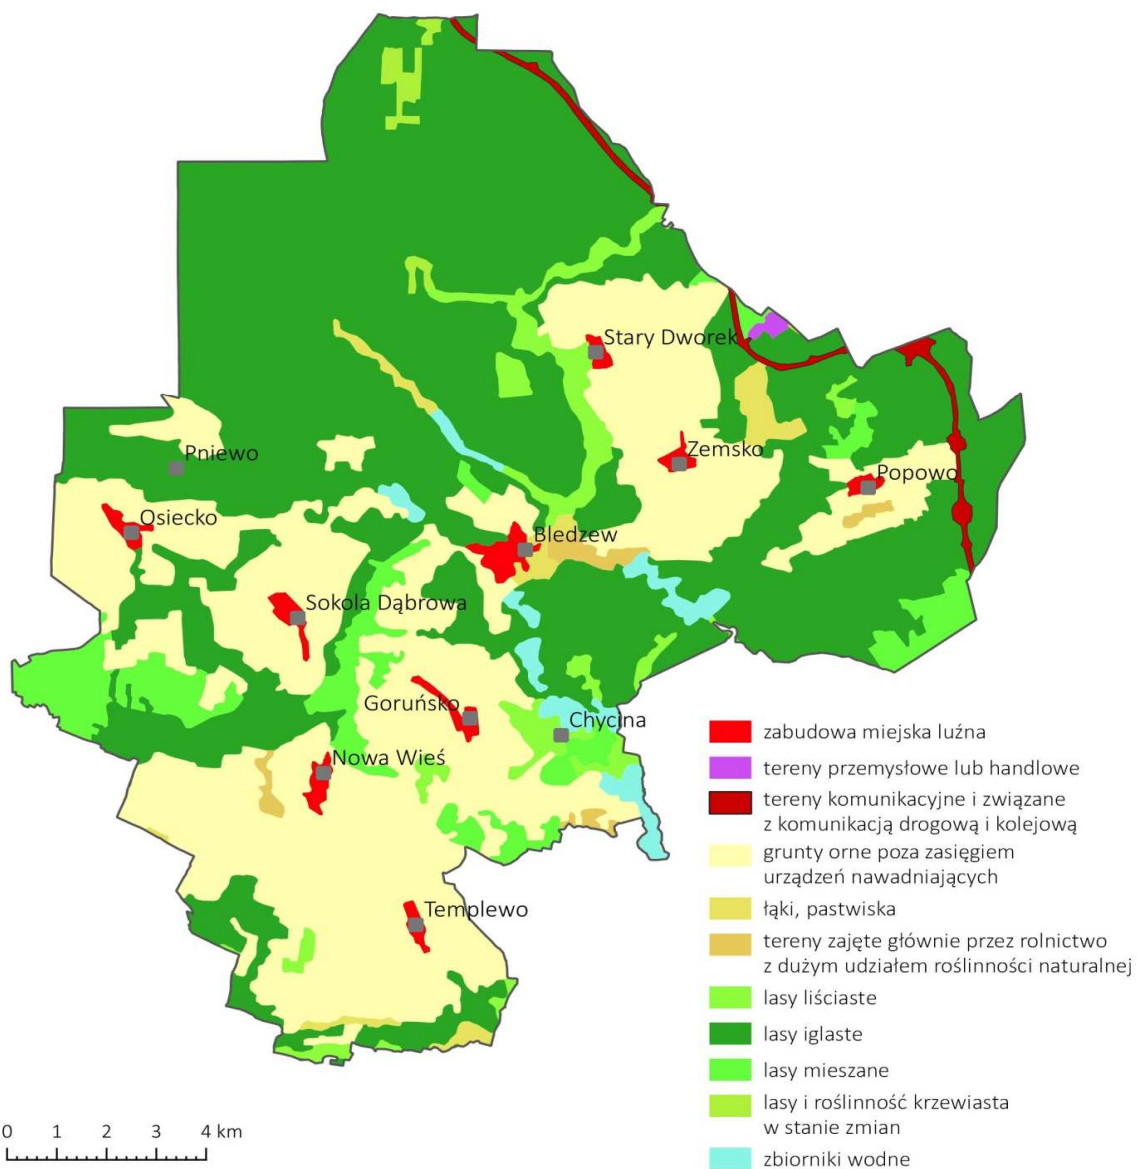 Stary Dworek
Pniewo
Zemsko
Popowo
Osiecko
Bledzew
Sokola Dąbrowa
Goruńsko
Chycina
Nowa Wieś
Templewo
zabudowa miejska luźna
tereny przemysłowe lub handlowe
tereny komunikacyjne i związane
z komunikacją drogową i kolejową
grunty orne poza zasięgiem
urządzeń nawadniających
łąki, pastwiska
tereny zajęte głównie przez rolnictwo
z dużym udziałem roślinności naturalnej
lasy liściaste
lasy iglaste
lasy mieszane
lasy i roślinność krzewiasta
w stanie zmian
zbiorniki wodne
0 1 2 3 4 km